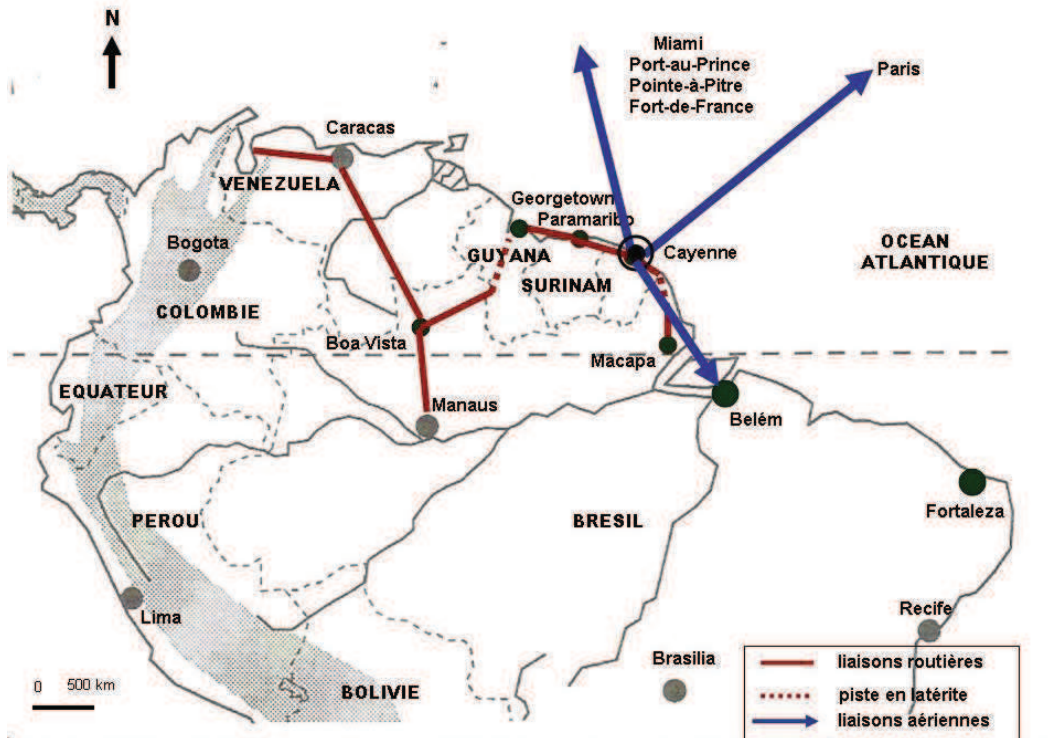 N
Miami
Port-au-Prince
Pointe-à-Pitre
Fort-de-France
Paris
Caracas
VENEZUELA
Georgetown
Paramaribo
Bogota
GUYANA
Cayenne
OCEAN
ATLANTIQUE
SURINAM
COLOMBIE
Boa-Vista
Macapa
EQUATEUR
Manaus
Belém
PEROU
BRESIL
Fortaleza
Lima
Recife
Brasilia
0 500 km
BOLIVIE
liaisons routières
piste en latérite
liaisons aériennes